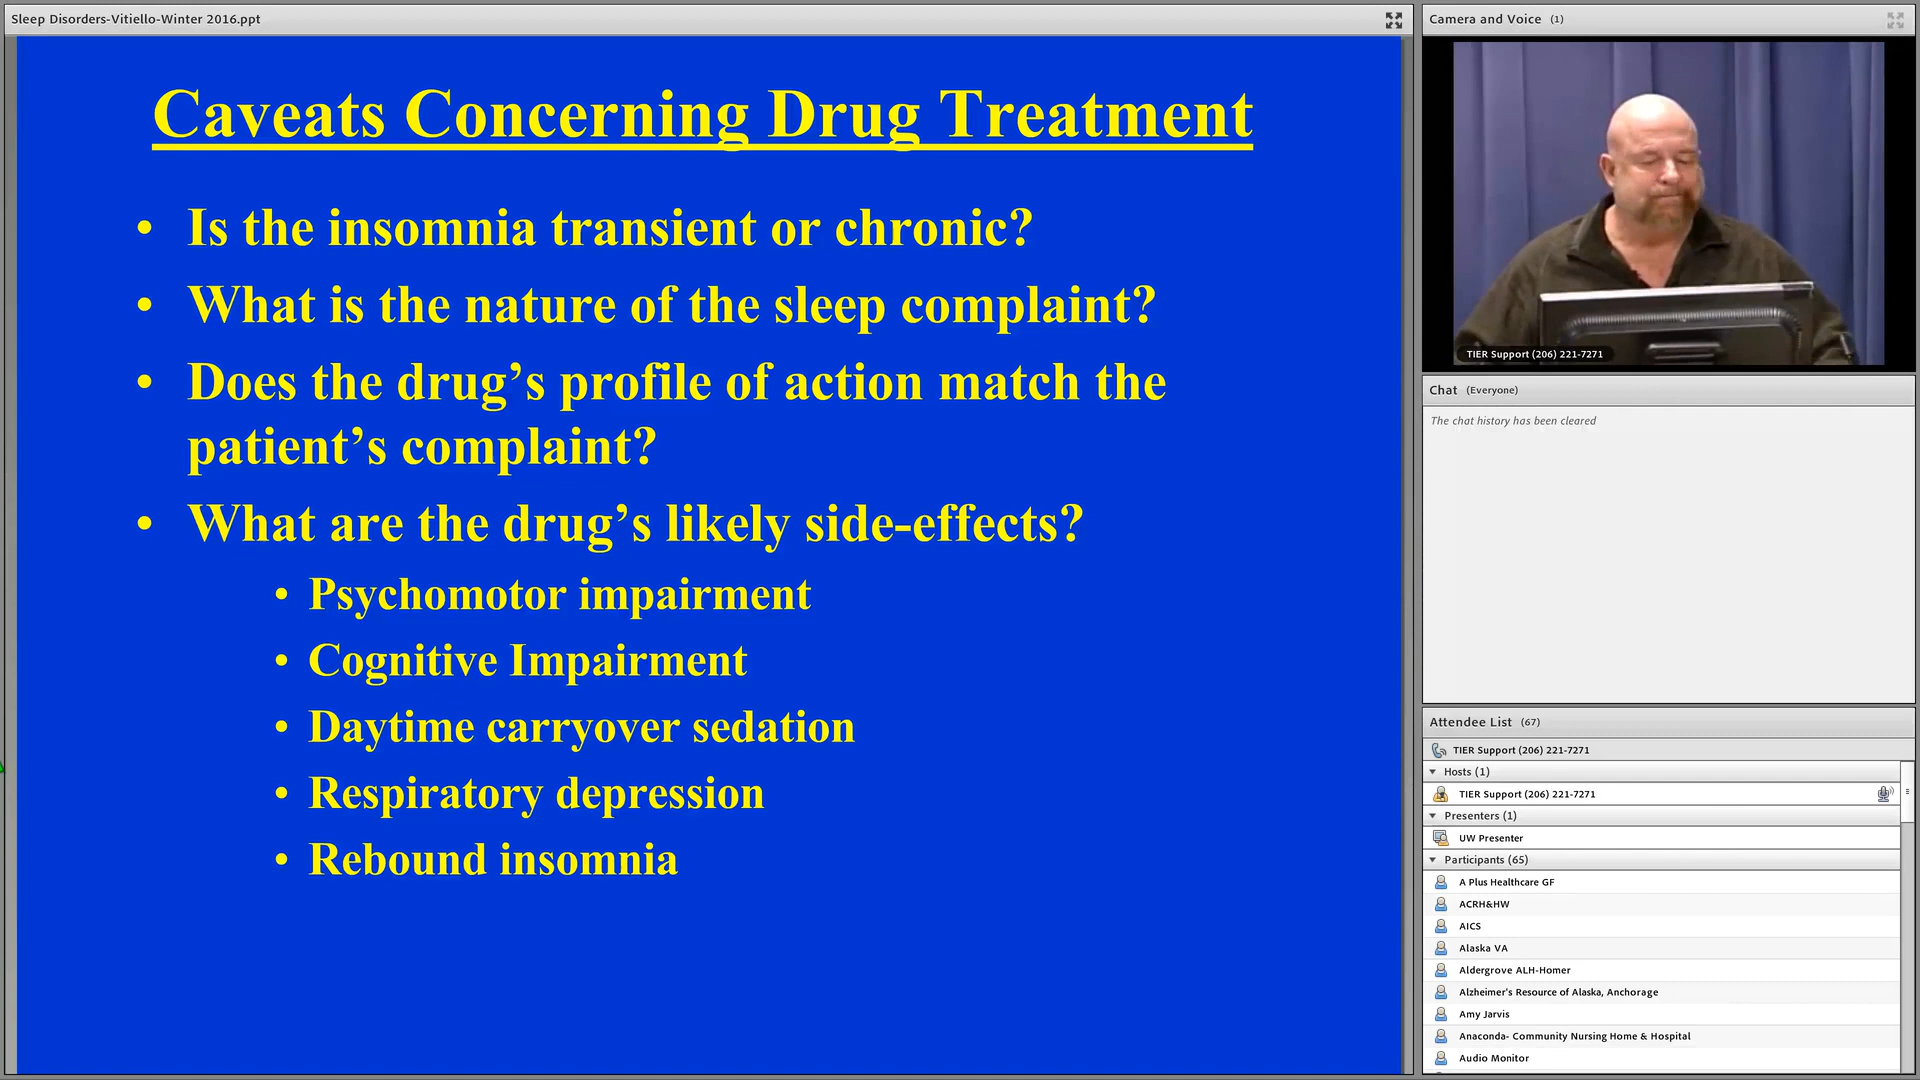 Sleep Disorders-Vitiello-Winter 2016.ppt
Caveats Concerning Drug Treatment
• Is the insomnia transient or chronic?
• What is the nature of the sleep complaint?
• Does the drug’s profile of action match the
patient’s complaint?
• What are the drug’s likely side-effects?
• Psychomotor impairment
• Cognitive Impairment
• Daytime carryover sedation
• Respiratory depression
• Rebound insomnia
Camera and Voice (1)
TIER Support (206) 221-7271
Chat (Everyone)
The chat history has been cleared
Attendee List (67)
TIER Support (206) 221-7271
Hosts (1)
TIER Support (206) 221-7271
Presenters (1)
UW Presenter
Participants (65)
A Plus Healthcare GF
ACRH&HW
AICS
Alaska VA
Aldergrove ALH-Homer
Alzheimer's Resource of Alaska, Anchorage
Amy Jarvis
Anaconda- Community Nursing Home & Hospital
Audio Monitor